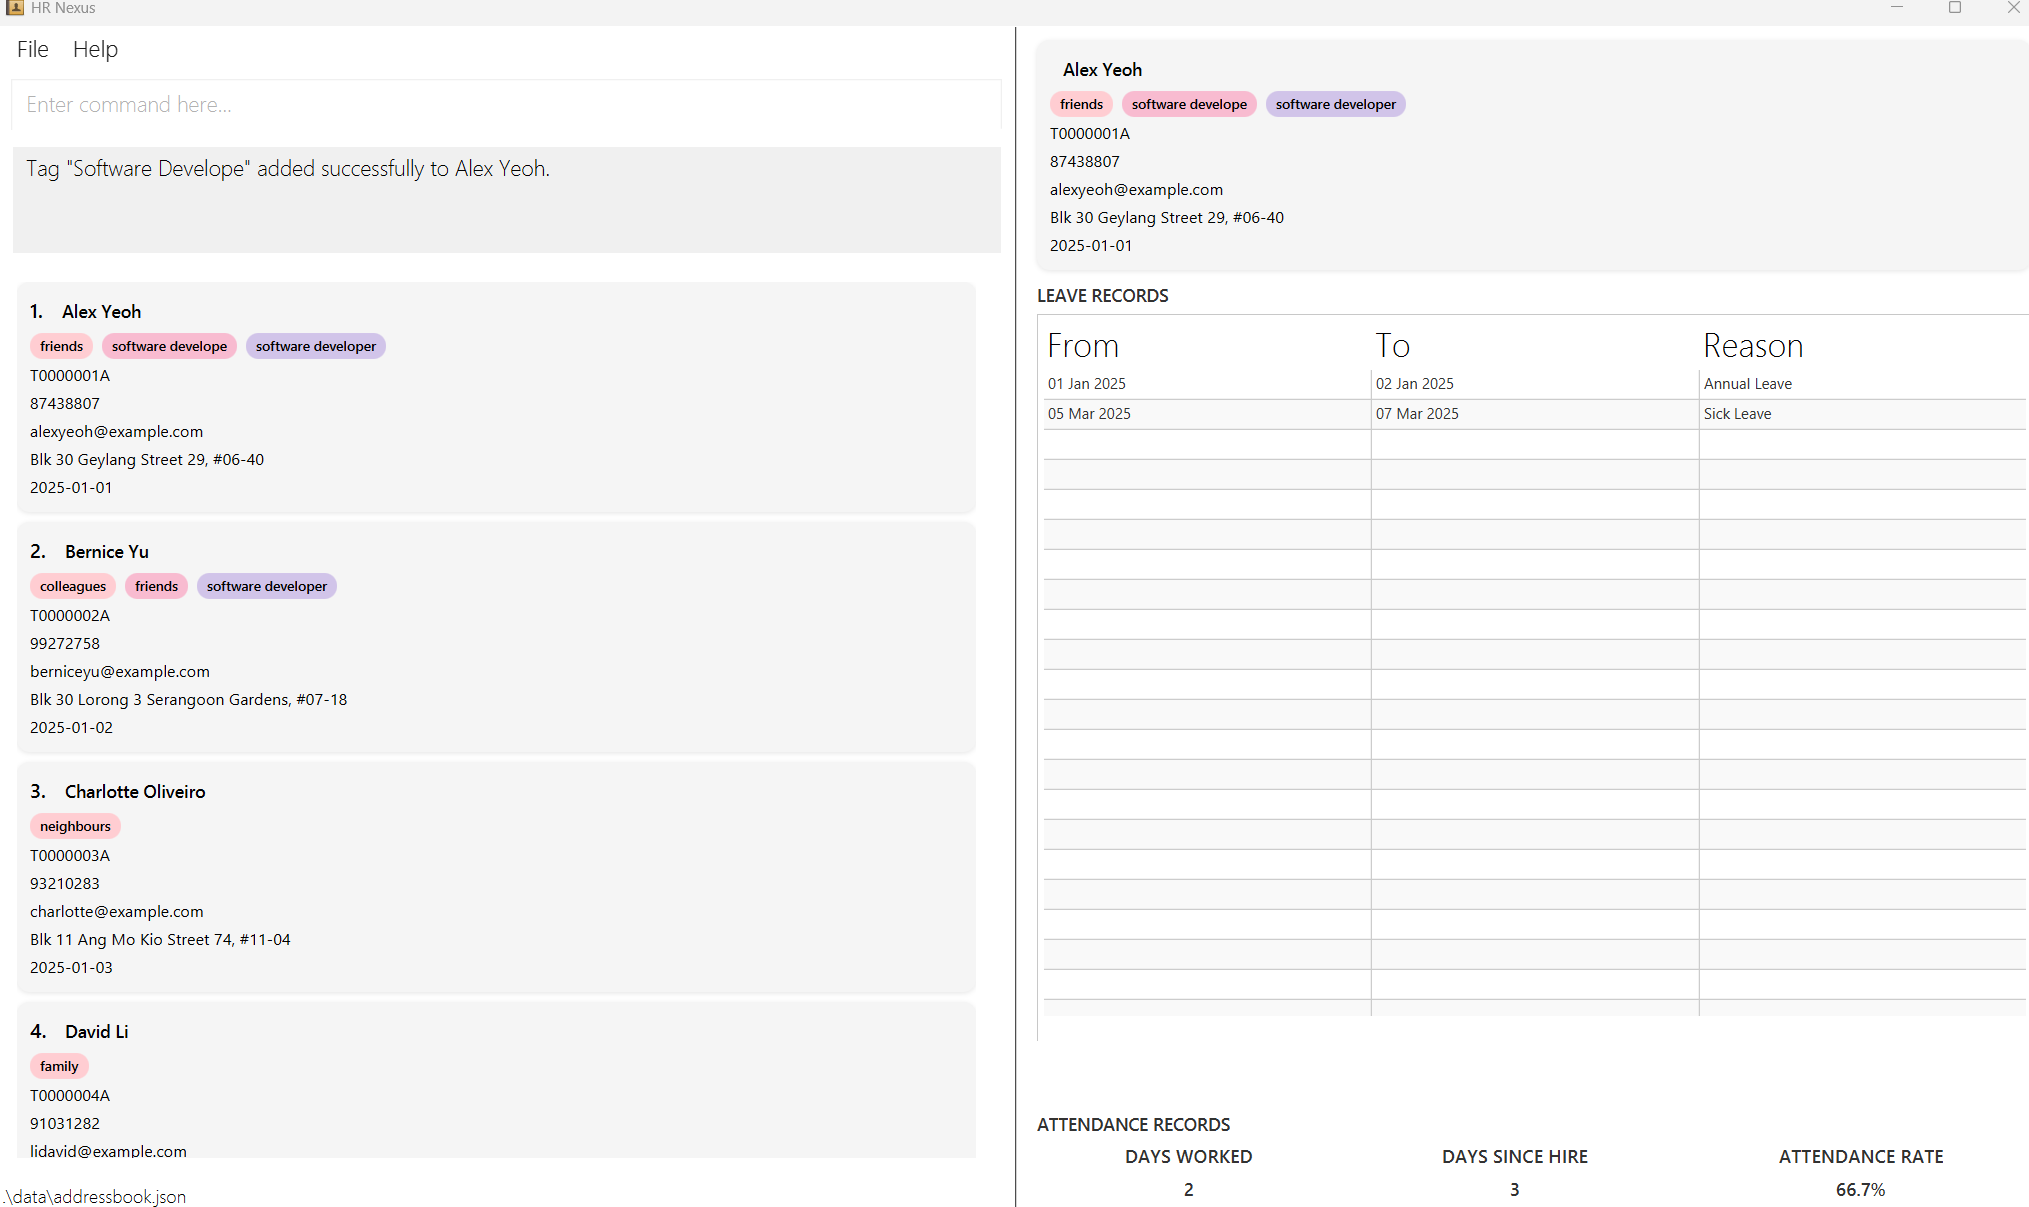 HR Nexus
File Help
Enter command here...
Tag "Software Develope" added successfully to Alex Yeoh.
1. Alex Yeoh
friends software develope software developer
T0000001A
87438807
alexyeoh@example.com
Blk 30 Geylang Street 29, #06-40
2025-01-01
2. Bernice Yu
colleagues friends software developer
T0000002A
99272758
berniceyu@example.com
Blk 30 Lorong 3 Serangoon Gardens, #07-18
2025-01-02
3. Charlotte Oliveiro
neighbours
T0000003A
93210283
charlotte@example.com
Blk 11 Ang Mo Kio Street 74, #11-04
2025-01-03
4. David Li
family
T0000004A
91031282
lidavid@example.com
.\data\addressbook.json
Alex Yeoh
friends software develope software developer
T0000001A
87438807
alexyeoh@example.com
Blk 30 Geylang Street 29, #06-40
2025-01-01
LEAVE RECORDS
From To Reason
01 Jan 2025 02 Jan 2025 Annual Leave
05 Mar 2025 07 Mar 2025 Sick Leave
ATTENDANCE RECORDS
DAYS WORKED DAYS SINCE HIRE ATTENDANCE RATE
2 3 66.7%